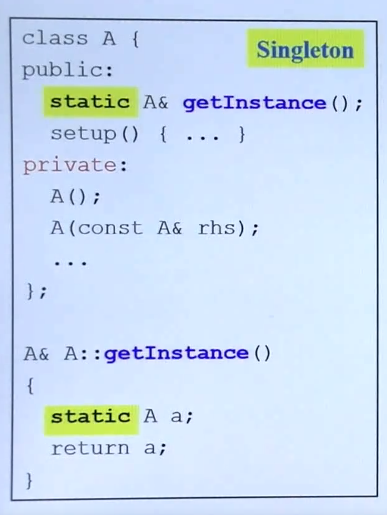 class A {
Singleton
public:
static A& getInstance();
setup() { ... }
private:
A();
A(const A& rhs);
...
};
A& A::getInstance()
{
static A a;
return a;
}